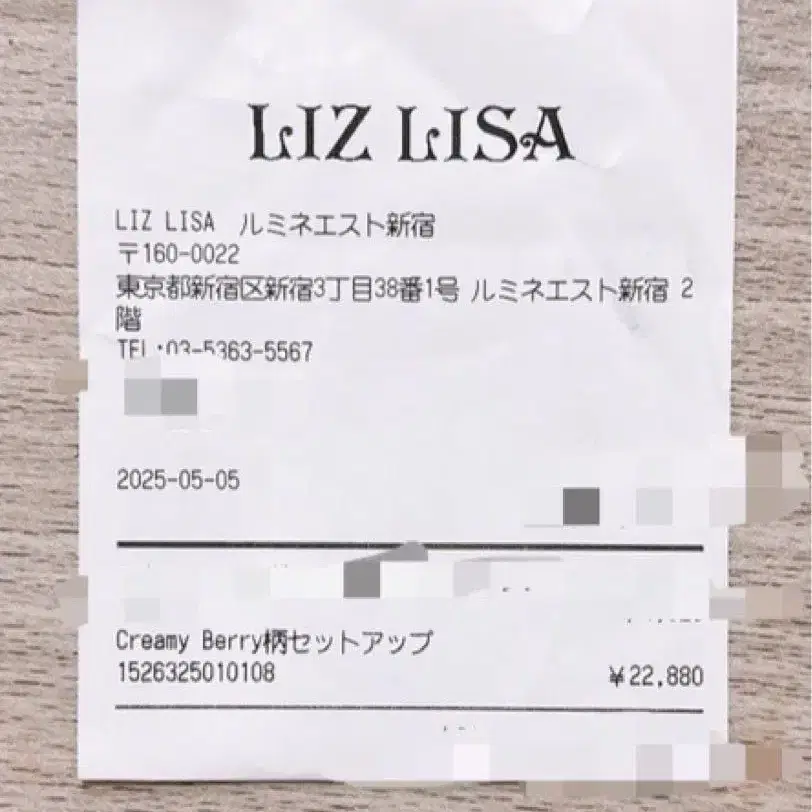 LIZ LISA
LIZ LISA ルミネエスト新宿
〒160-0022
東京都新宿区新宿3丁目38番1号 ルミネエスト新宿 2
階
TEL:03-5363-5567
2025-05-05
Creamy Berry柄セットアップ
1526325010108
¥22,880